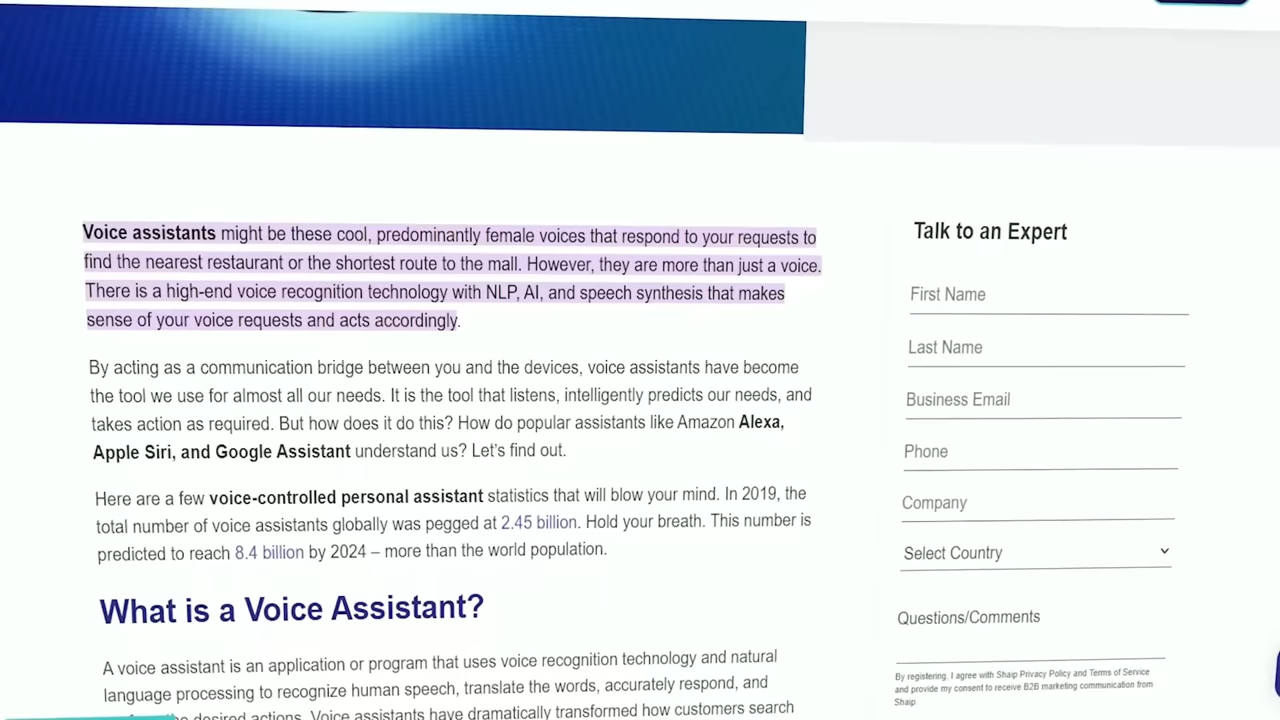 Voice assistants might be these cool, predominantly female voices that respond to your requests to
find the nearest restaurant or the shortest route to the mall. However, they are more than just a voice.
There is a high-end voice recognition technology with NLP, AI, and speech synthesis that makes
sense of your voice requests and acts accordingly.
By acting as a communication bridge between you and the devices, voice assistants have become
the tool we use for almost all our needs. It is the tool that listens, intelligently predicts our needs, and
takes action as required. But how does it do this? How do popular assistants like Amazon Alexa,
Apple Siri, and Google Assistant understand us? Let's find out.
Here are a few voice-controlled personal assistant statistics that will blow your mind. In 2019, the
total number of voice assistants globally was pegged at 2.45 billion. Hold your breath. This number is
predicted to reach 8.4 billion by 2024 – more than the world population.
What is a Voice Assistant?
A voice assistant is an application or program that uses voice recognition technology and natural
language processing to recognize human speech, translate the words, accurately respond, and
desired actions. Voice assistants have dramatically transformed how customers search
Talk to an Expert
First Name
Last Name
Business Email
Phone
Company
Select Country
Questions/Comments
By registering, I agree with Shaip Privacy Policy and Terms of Service
and provide my consent to receive B2B marketing communication from
Shaip